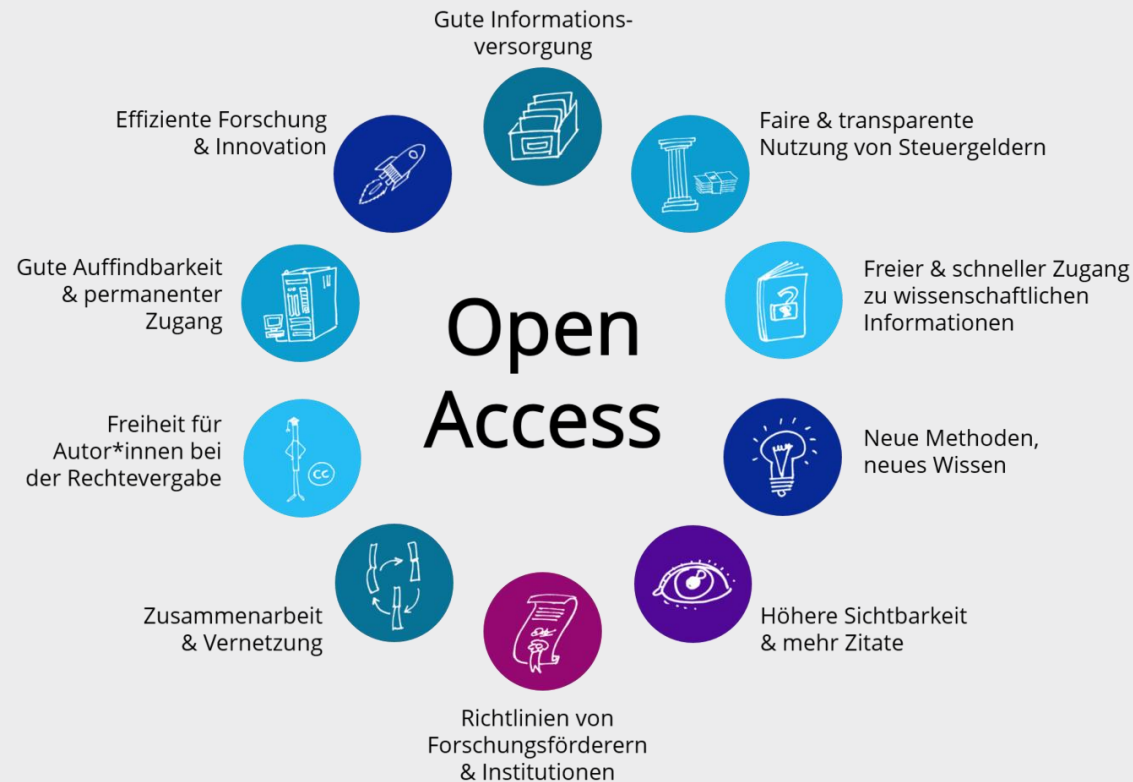 Gute Informations-
versorgung
Faire & transparente
Nutzung von Steuergeldern
Freier & schneller Zugang
zu wissenschaftlichen
Informationen
Neue Methoden,
neues Wissen
Höhere Sichtbarkeit
& mehr Zitate
Richtlinien von
Forschungsförderern
& Institutionen
Zusammenarbeit
& Vernetzung
Freiheit für
Autor*innen bei
der Rechtevergabe
cc
Gute Auffindbarkeit
& permanenter
Zugang
Effiziente Forschung
& Innovation
Open
Access